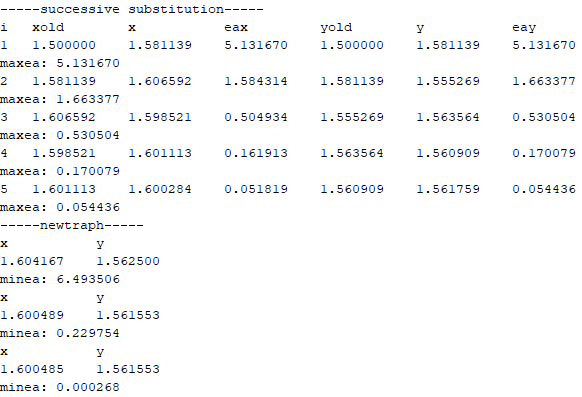 -----successive substitution-----
i xold x eax yold y eay
1 1.500000 1.581139 5.131670 1.500000 1.581139 5.131670
maxea: 5.131670
2 1.581139 1.606592 1.584314 1.581139 1.555269 1.663377
maxea: 1.663377
3 1.606592 1.598521 0.504934 1.555269 1.563564 0.530504
maxea: 0.530504
4 1.598521 1.601113 0.161913 1.563564 1.560909 0.170079
maxea: 0.170079
5 1.601113 1.600284 0.051819 1.560909 1.561759 0.054436
maxea: 0.054436
-----newtraph-----
x y
1.604167 1.562500
minea: 6.493506
x y
1.600489 1.561553
minea: 0.229754
x y
1.600485 1.561553
minea: 0.000268